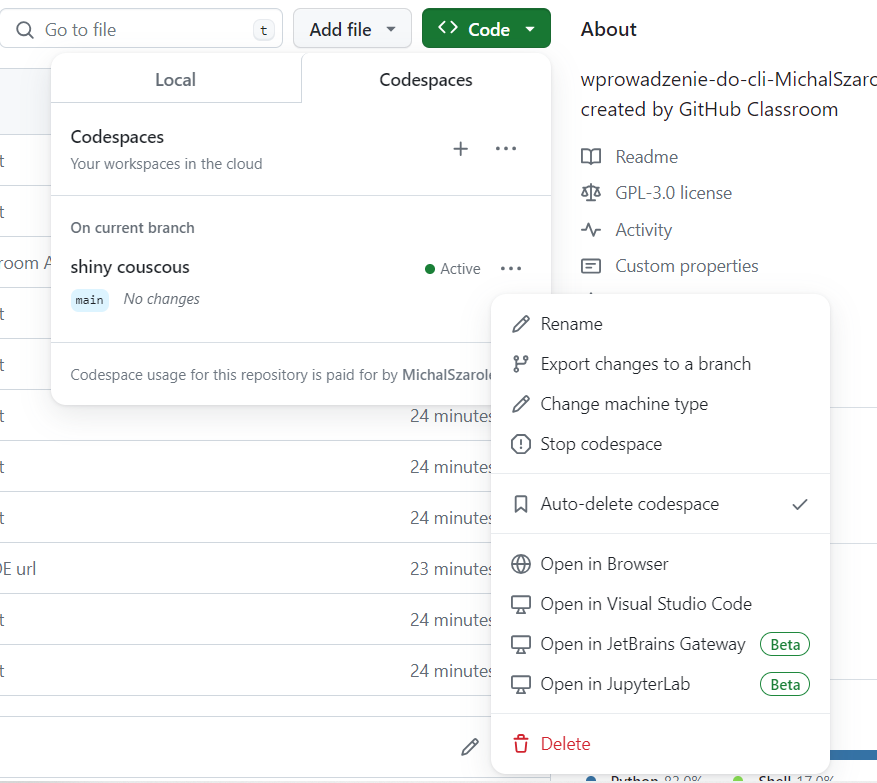 Go to file
t
Add file
Code
About
Local
Codespaces
wprowadzenie-do-cli-MichalSzaro
created by GitHub Classroom
Codespaces
Your workspaces in the cloud
Readme
GPL-3.0 license
Activity
Custom properties
On current branch
shiny couscous
Active
main
No changes
Codespace usage for this repository is paid for by MichalSzarol
room A
24 minutes
24 minutes
24 minutes
DE url
23 minutes
24 minutes
24 minutes
Rename
Export changes to a branch
Change machine type
Stop codespace
Auto-delete codespace
Open in Browser
Open in Visual Studio Code
Open in JetBrains Gateway Beta
Open in JupyterLab Beta
Delete
Python 83.0%
Shell 17.0%